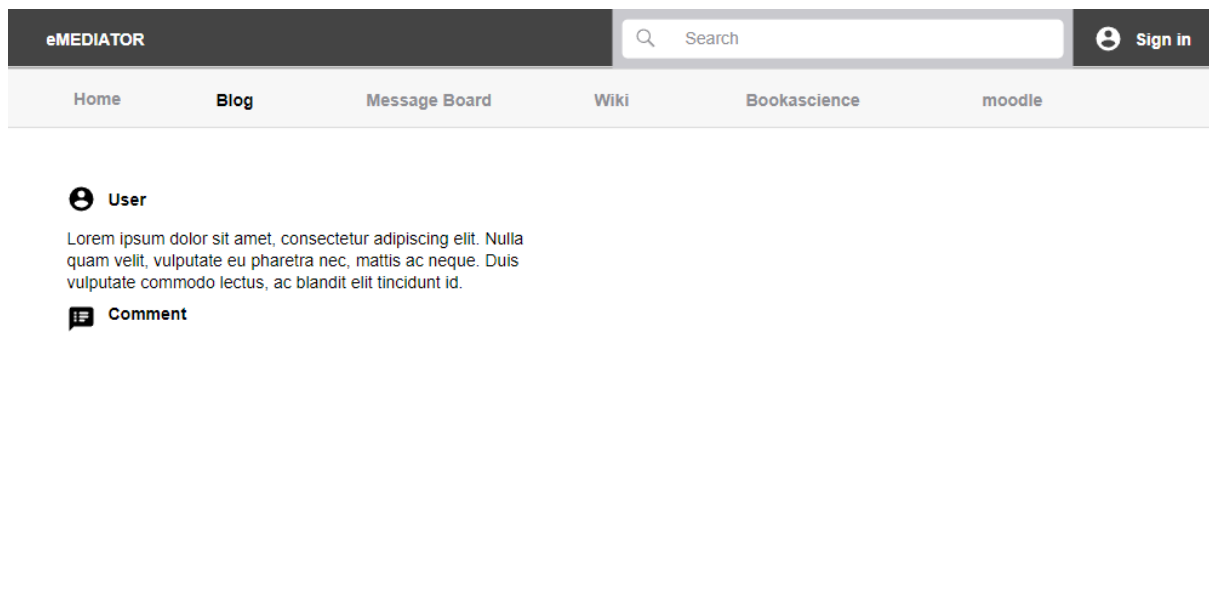 eMEDIATOR
Search
Sign in
Home Blog Message Board Wiki Bookascience moodle
User
Lorem ipsum dolor sit amet, consectetur adipiscing elit. Nulla
quam velit, vulputate eu pharetra nec, mattis ac neque. Duis
vulputate commodo lectus, ac blandit elit tincidunt id.
Comment